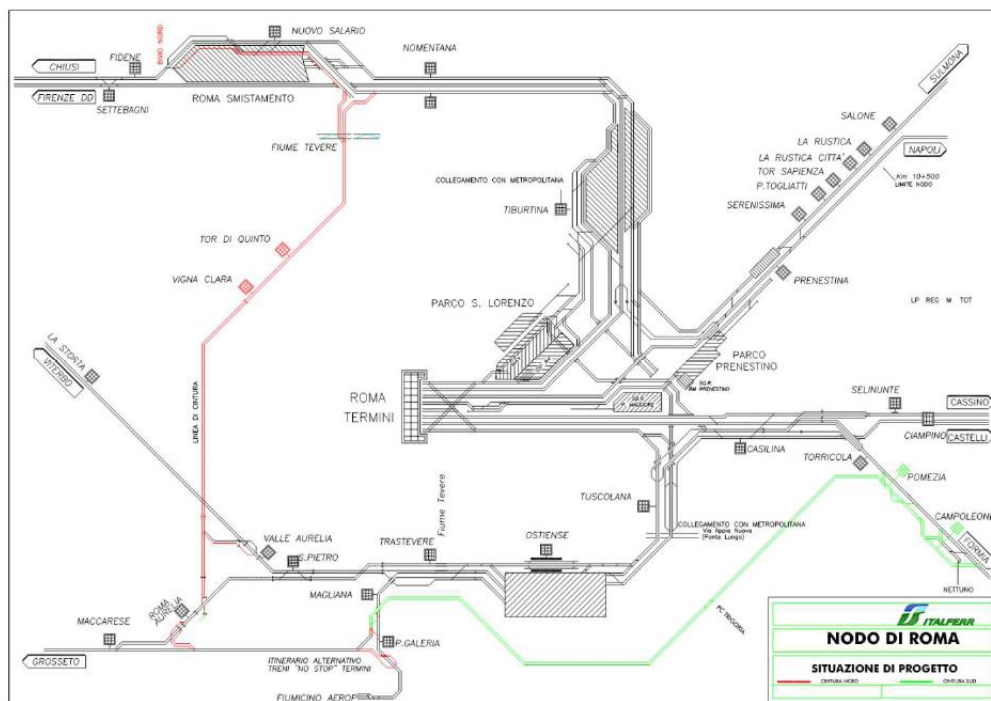 BIVIO NORD
NUOVO SALARIO
FIDENE
NOMENTANA
CHIUSI
FIRENZE DD
SETTEBAGNI
ROMA SMISTAMENTO
FIUME TEVERE
SULMONA
SALONE
LA RUSTICA
LA RUSTICA CITTA'
TOR SAPIENZA
P.TOGLIATTI
SERENISSIMA
NAPOLI
Km 10+500
LIMITE NODO
COLLEGAMENTO CON METROPOLITANA
TIBURTINA
TOR DI QUINTO
VIGNA CLARA
PRENESTINA
PARCO S. LORENZO
LP REG M TOT
LA STORTA
VITERBO
PARCO
PRENESTINO
ROMA
TERMINI
LINEA DI CINTURA
SELINUNTE
CASSINO
CIAMPINO
CASTELLI
CASILINA
TORRICOLA
POMEZIA
TUSCOLANA
Fiume Tevere
COLLEGAMENTO CON METROPOLITANA
Via Appia Nuova
(Ponte Lungo)
CAMPOLEONE
VALLE AURELIA
S.PIETRO
TRASTEVERE
OSTIENSE
MAGLIANA
ROMA
AURELIA
MACCARESE
GROSSETO
P.GALERIA
ITINERARIO ALTERNATIVO
TRENI "NO STOP" TERMINI
FIUMICINO AEROP
NETTUNO
ITALFERR
NODO DI ROMA
SITUAZIONE DI PROGETTO
CINTURA NORD
CINTURA SUD